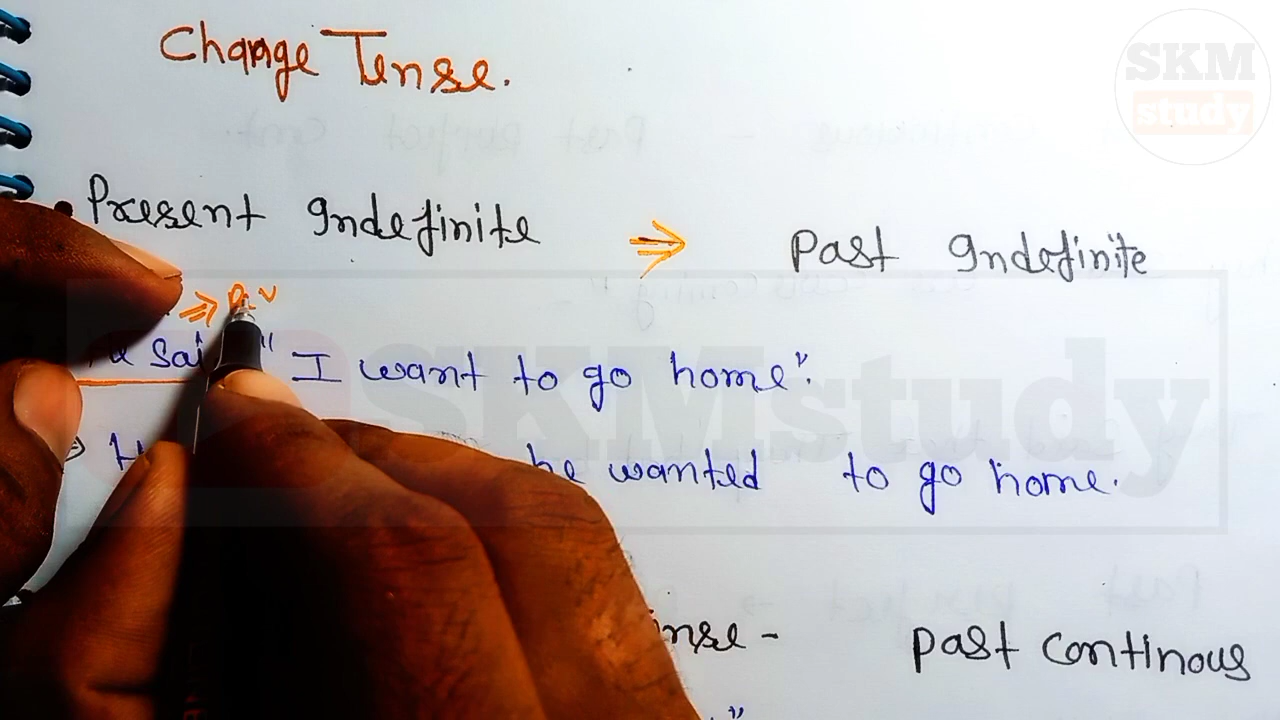 SKM
study
Change Tense.
Present Indefinite ⇒ Past Indefinite
⇒ R.V
"I want to go home".
he wanted to go home.
- Past Continous
SKMstudy